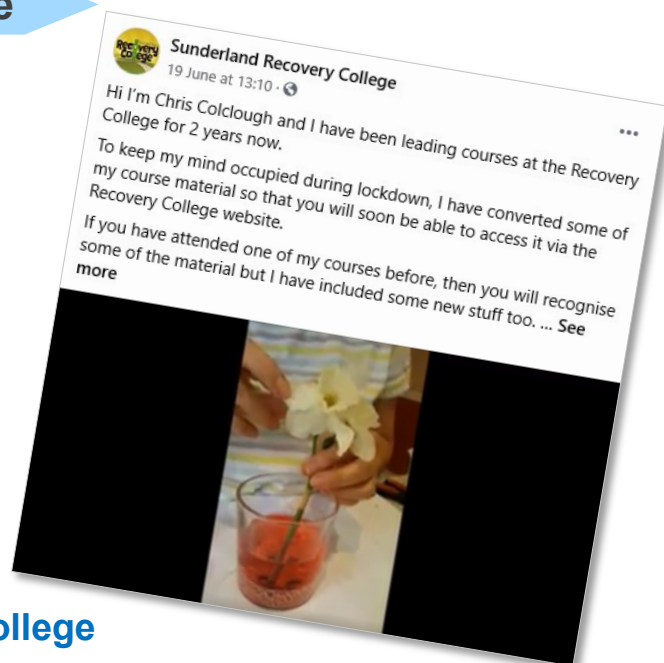 e
Recovery
College
Sunderland Recovery College
19 June at 13:10 ·
Hi I'm Chris Colclough and I have been leading courses at the Recovery
College for 2 years now.
To keep my mind occupied during lockdown, I have converted some of
my course material so that you will soon be able to access it via the
Recovery College website.
If you have attended one of my courses before, then you will recognise
some of the material but I have included some new stuff too. ... See
more
ollege